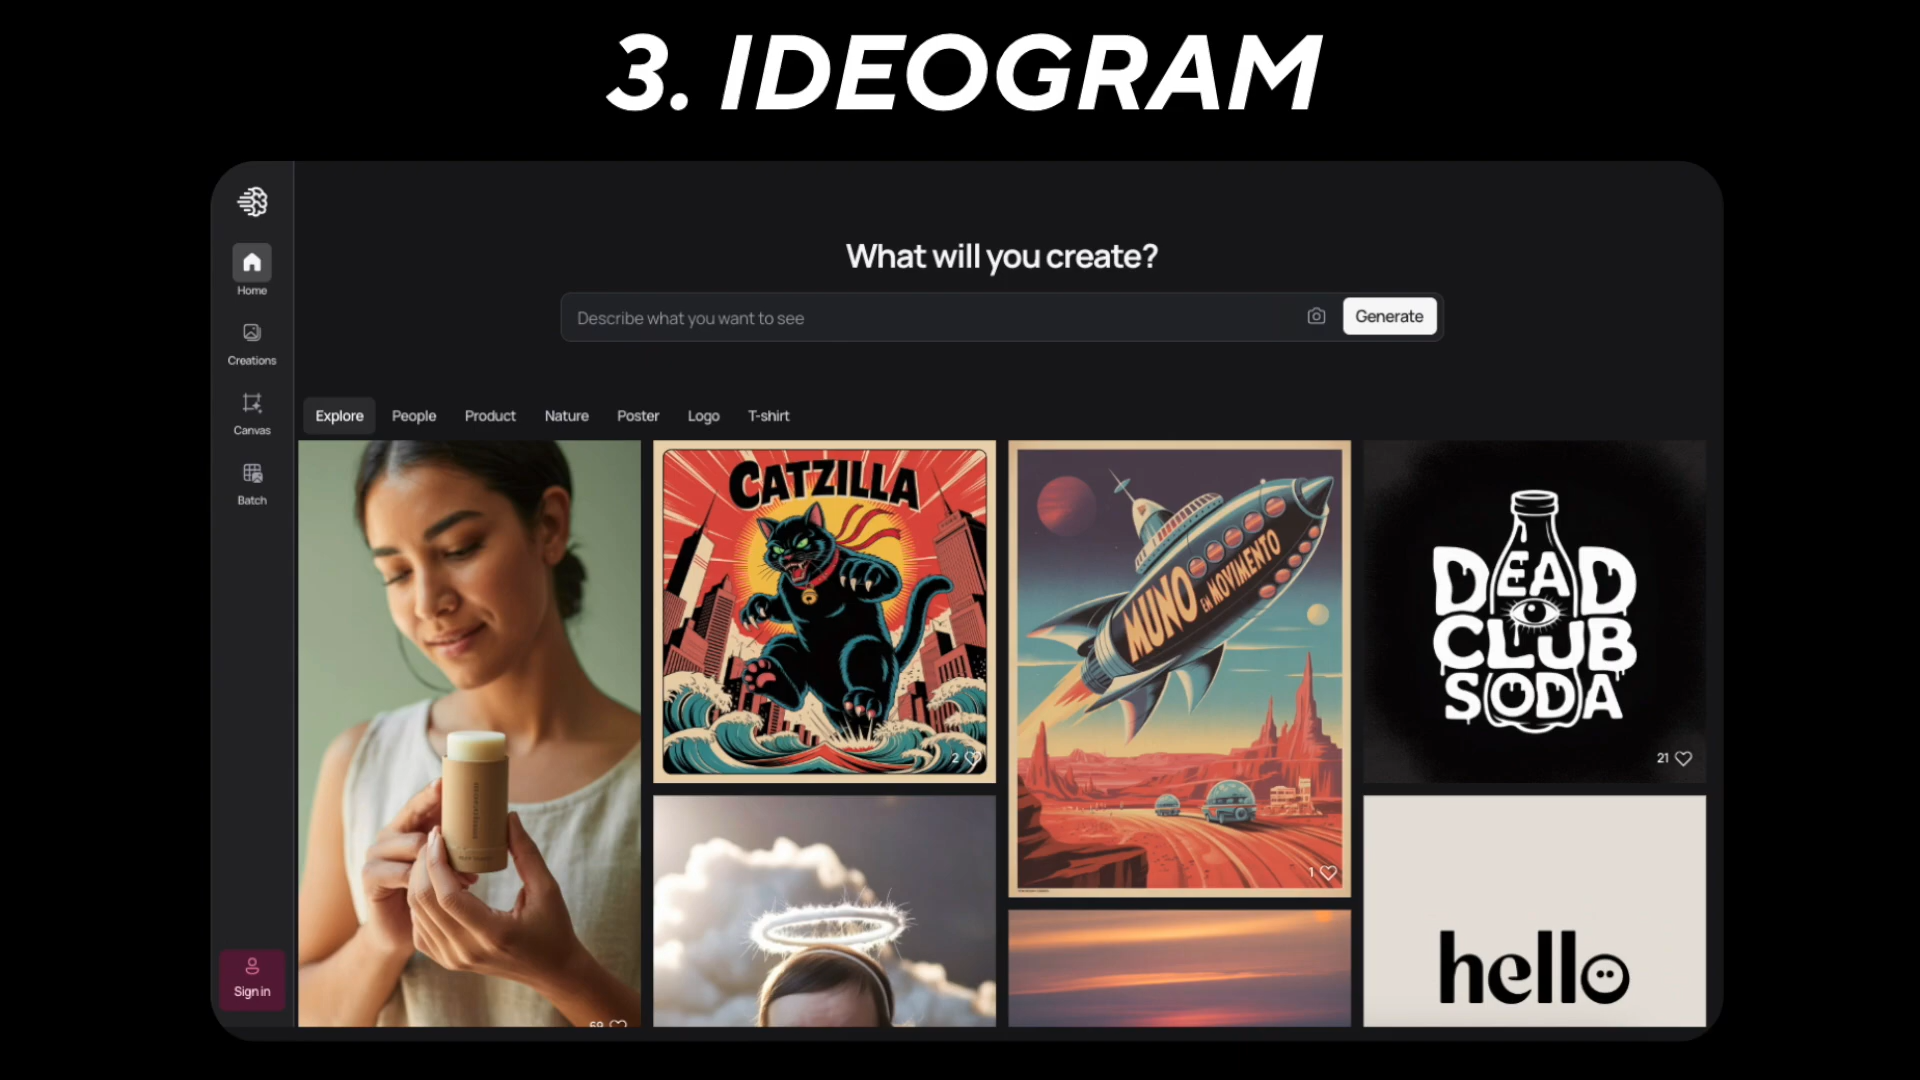 3. IDEOGRAM
What will you create?
Describe what you want to see
Generate
Home
Creations
Canvas
Batch
Sign in
Explore
People
Product
Nature
Poster
Logo
T-shirt
CATZILLA
2
MUNO EM MOVIMENTO
1
DEAD
CLUB
SODA
21
hello